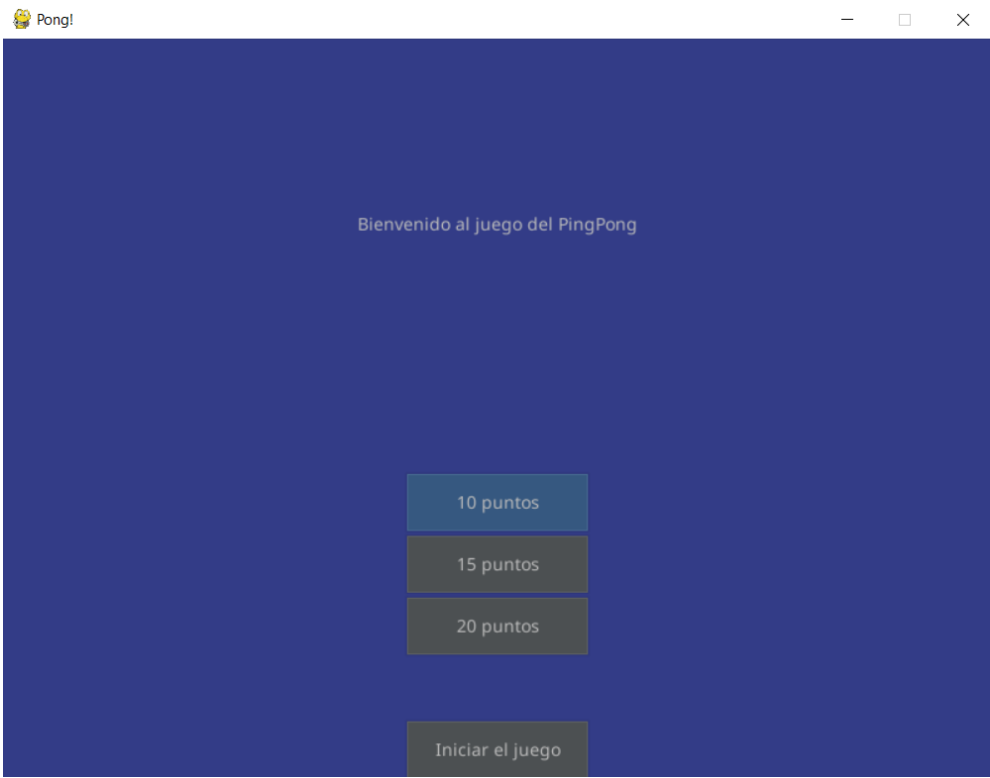 Pong!
Bienvenido al juego del PingPong
10 puntos
15 puntos
20 puntos
Iniciar el juego